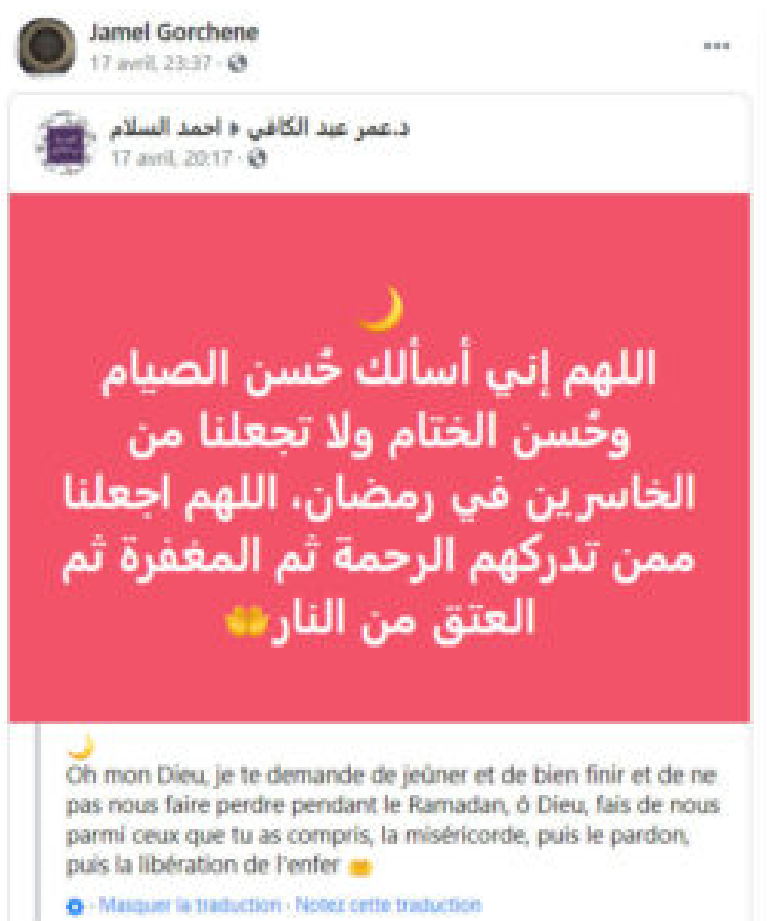 Jamel Gorchene
17 avril, 23:37 ·
د.عمر عبد الكافي ‹ احمد السلام
17 avril, 20:17 ·
🌙
اللهم إني أسألك حُسن الصيام
وحُسن الختام ولا تجعلنا من
الخاسرين في رمضان، اللهم اجعلنا
ممن تدركهم الرحمة ثم المغفرة ثم
العتق من النار🤲
🌙
Oh mon Dieu, je te demande de jeûner et de bien finir et de ne
pas nous faire perdre pendant le Ramadan, ô Dieu, fais de nous
parmi ceux que tu as compris, la miséricorde, puis le pardon,
puis la libération de l'enfer 🤲
· Masquer la traduction · Notez cette traduction